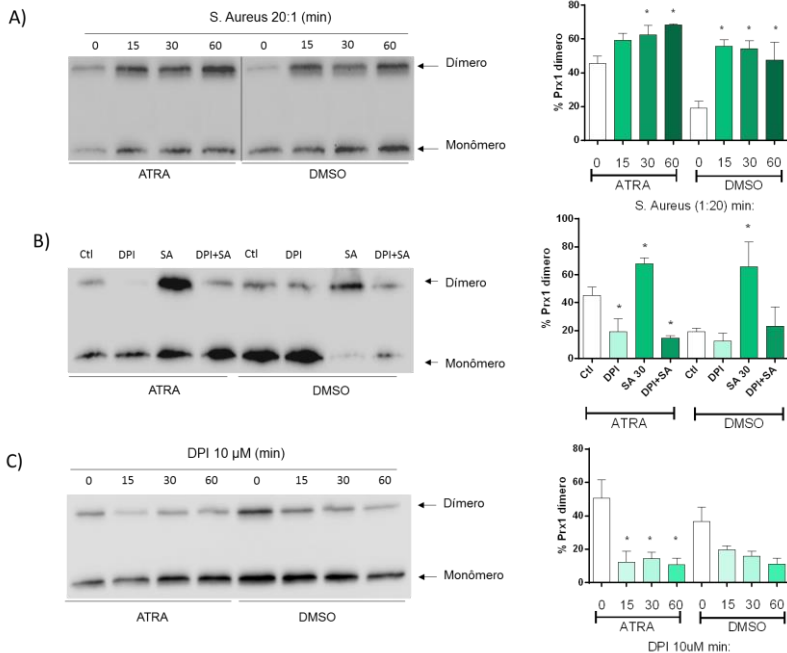 A)
S. Aureus 20:1 (min)
0 15 30 60 0 15 30 60
Dímero
Monômero
ATRA DMSO
% Prx1 dímero
80
60
40
20
0
* * * * *
0 15 30 60 0 15 30 60
ATRA DMSO
S. Aureus (1:20) min:
B)
Ctl DPI SA DPI+SA Ctl DPI SA DPI+SA
Dímero
Monômero
ATRA DMSO
% Prx1 dímero
100
80
60
40
20
0
* * * *
Ctl DPI SA 30 DPI+SA Ctl DPI SA 30 DPI+SA
ATRA DMSO
C)
DPI 10 µM (min)
0 15 30 60 0 15 30 60
Dímero
Monômero
ATRA DMSO
% Prx1 dímero
80
60
40
20
0
* * *
0 15 30 60 0 15 30 60
ATRA DMSO
DPI 10uM min: